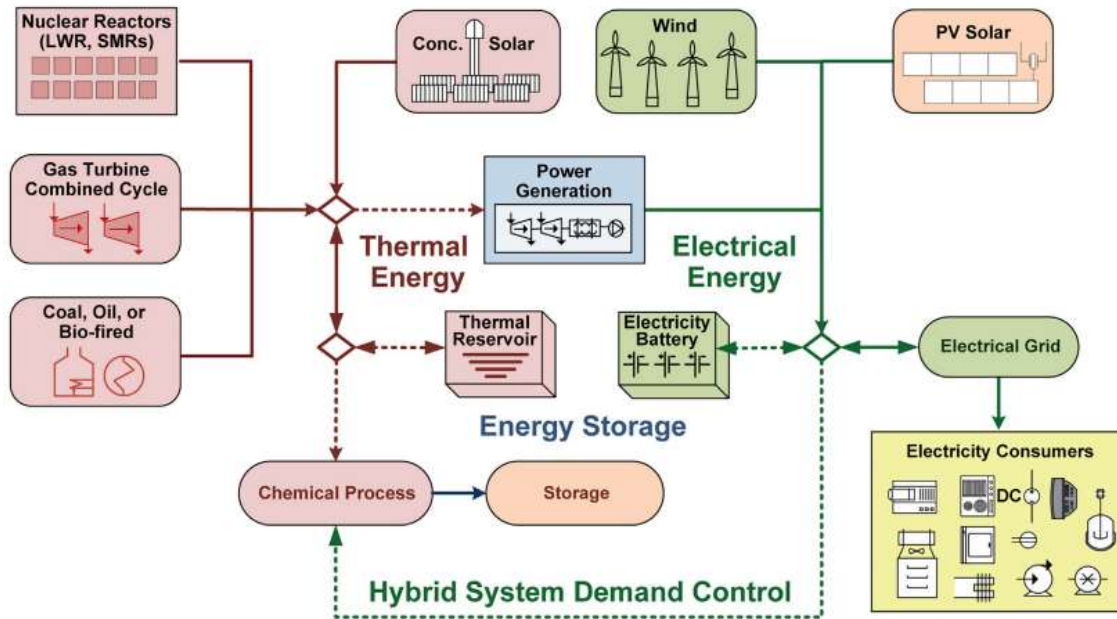 Nuclear Reactors
(LWR, SMRs)
Conc. Solar
Wind
PV Solar
Gas Turbine
Combined Cycle
Power
Generation
Thermal
Energy
Electrical
Energy
Coal, Oil, or
Bio-fired
Thermal
Reservoir
Electricity
Battery
Electrical Grid
Energy Storage
Electricity Consumers
DC
Chemical Process
Storage
Hybrid System Demand Control